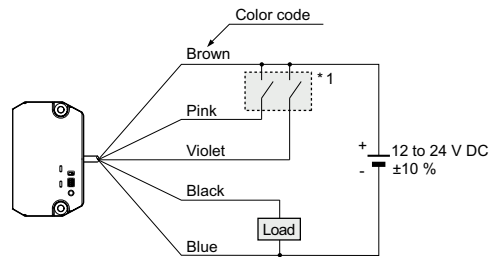 Color code
Brown
* 1
Pink
Violet
+ 12 to 24 V DC
- ±10 %
Black
Load
Blue